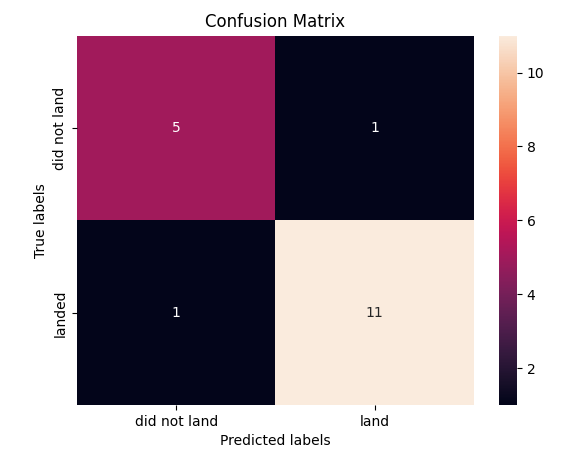 Confusion Matrix
True labels
did not land
landed
5
1
1
11
did not land
land
Predicted labels
10
8
6
4
2